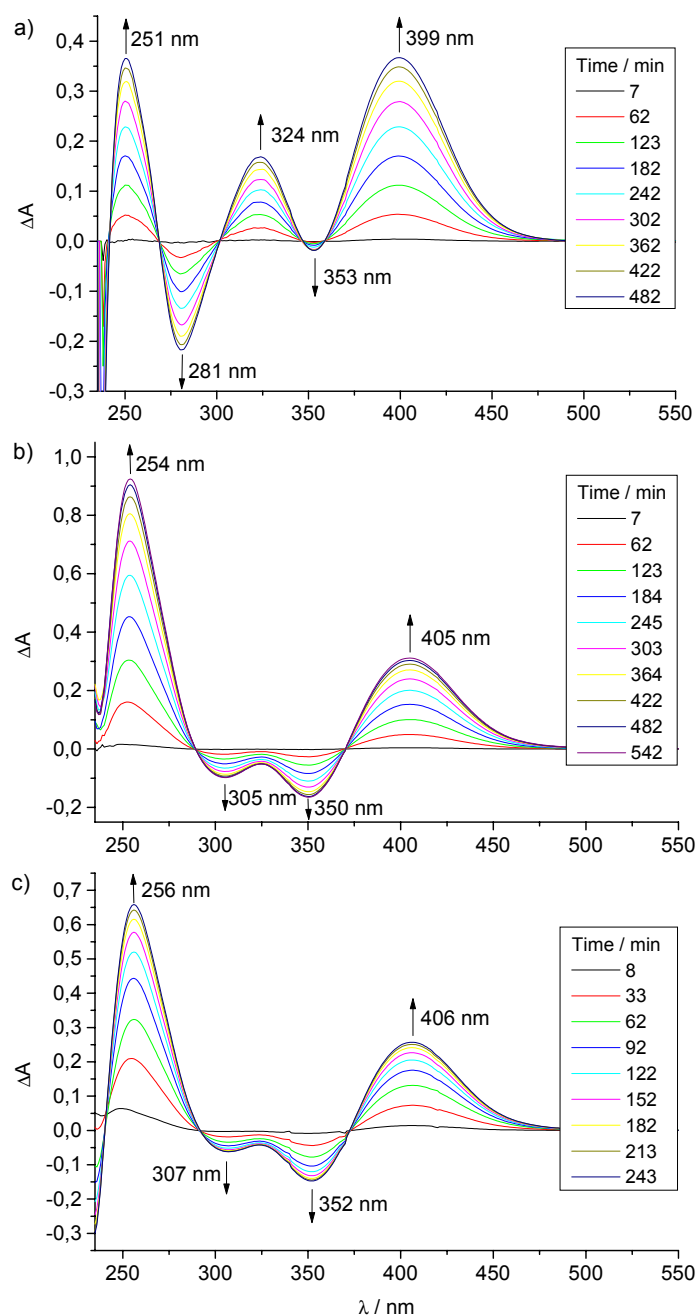 a)
251 nm
399 nm
324 nm
353 nm
281 nm
0,4
0,3
0,2
0,1
0,0
-0,1
-0,2
-0,3
ΔA
250 300 350 400 450 500 550
Time / min
7
62
123
182
242
302
362
422
482
b)
254 nm
405 nm
305 nm
350 nm
1,0
0,8
0,6
0,4
0,2
0,0
-0,2
ΔA
250 300 350 400 450 500 550
Time / min
7
62
123
184
245
303
364
422
482
542
c)
256 nm
406 nm
307 nm
352 nm
0,7
0,6
0,5
0,4
0,3
0,2
0,1
0,0
-0,1
-0,2
-0,3
ΔA
250 300 350 400 450 500 550
Time / min
8
33
62
92
122
152
182
213
243
λ / nm